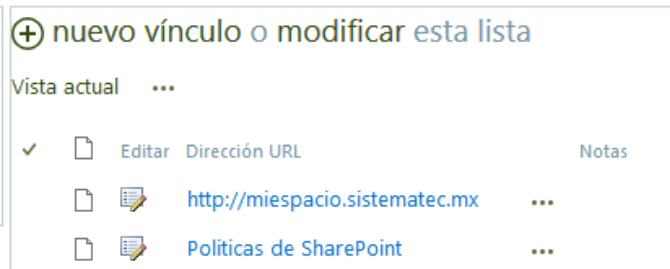 nuevo vínculo o modificar esta lista
Vista actual ...
Editar Dirección URL Notas
http://miespacio.sistematec.mx ...
Politicas de SharePoint ...